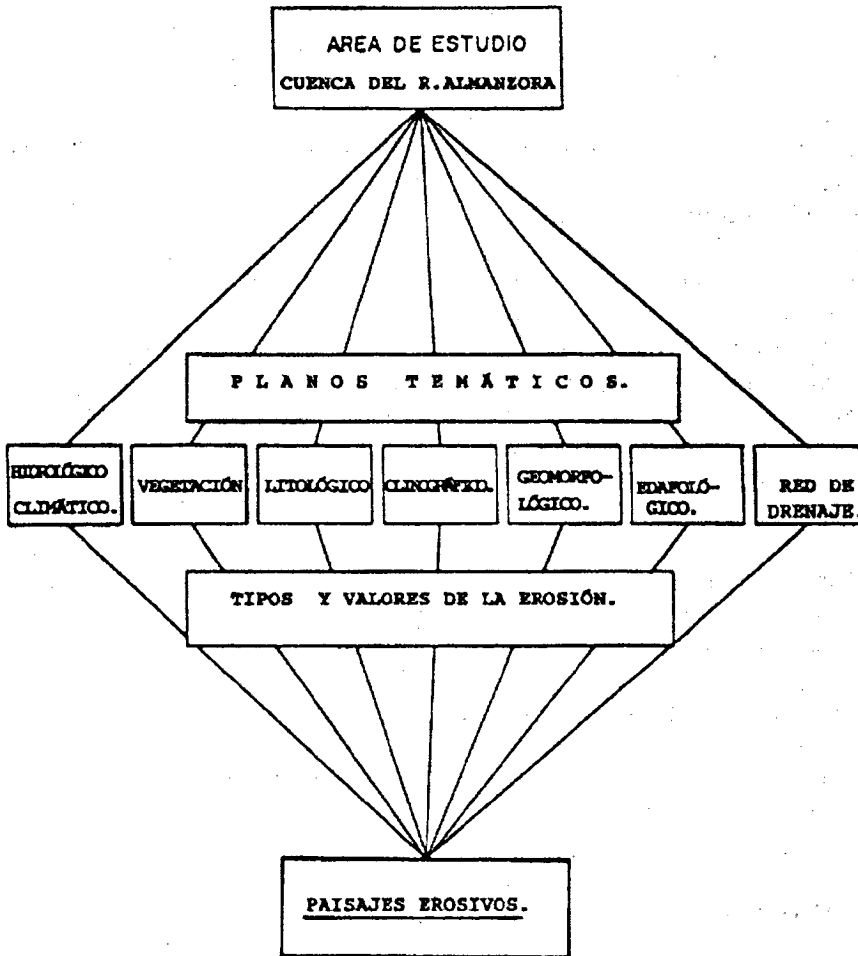 AREA DE ESTUDIO
CUENCA DEL R.ALMANZORA
PLANOS TEMÁTICOS.
HIDROLÓGICO
CLIMÁTICO.
VEGETACIÓN
LITOLÓGICO
CLINOGRÁFICO.
GEOMORFO-
LÓGICO.
EDAFOLÓ-
GICO.
RED DE
DRENAJE.
TIPOS Y VALORES DE LA EROSIÓN.
PAISAJES EROSIVOS.